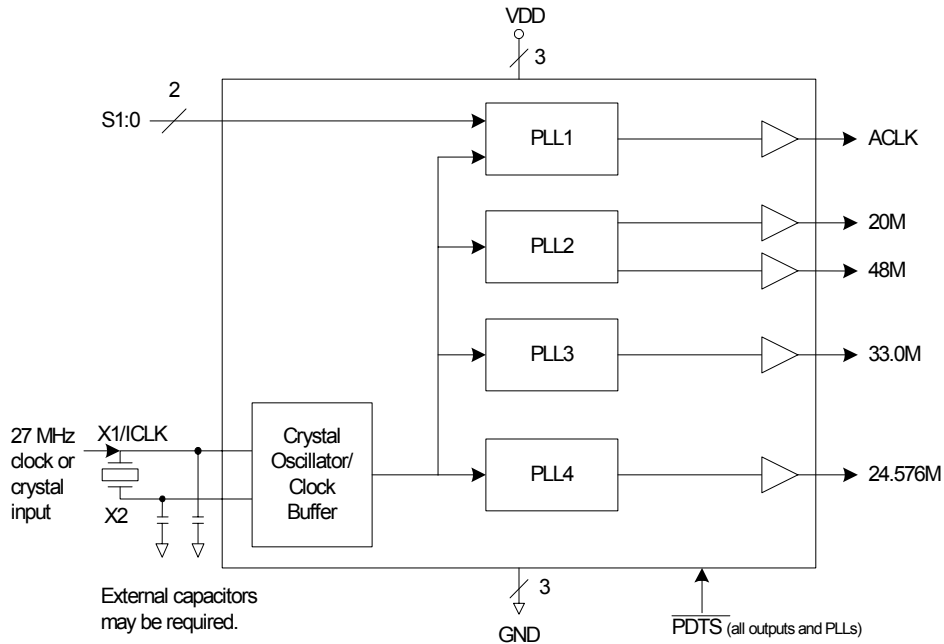 VDD
3
2
S1:0
PLL1
ACLK
20M
PLL2
48M
PLL3
33.0M
27 MHz
clock or
crystal
input
X1/ICLK
X2
Crystal
Oscillator/
Clock
Buffer
PLL4
24.576M
External capacitors
may be required.
3
GND
PDTS (all outputs and PLLs)